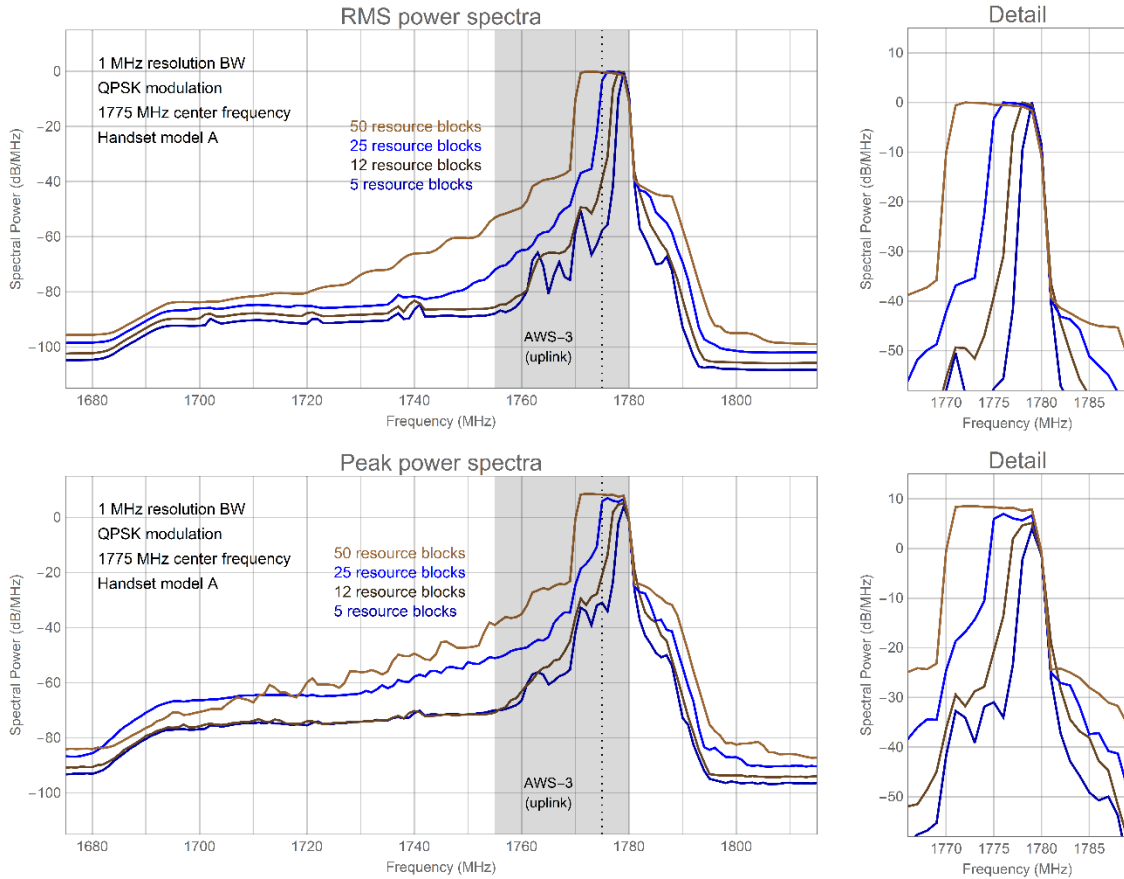 RMS power spectra
Detail
Spectral Power (dB/MHz)
0
−20
−40
−60
−80
−100
1 MHz resolution BW
QPSK modulation
1775 MHz center frequency
Handset model A
50 resource blocks
25 resource blocks
12 resource blocks
5 resource blocks
AWS−3
(uplink)
1680
1700
1720
1740
1760
1780
1800
Frequency (MHz)
Spectral Power (dB/MHz)
10
0
−10
−20
−30
−40
−50
1770
1775
1780
1785
Frequency (MHz)
Peak power spectra
Detail
Spectral Power (dB/MHz)
0
−20
−40
−60
−80
−100
1 MHz resolution BW
QPSK modulation
1775 MHz center frequency
Handset model A
50 resource blocks
25 resource blocks
12 resource blocks
5 resource blocks
AWS−3
(uplink)
1680
1700
1720
1740
1760
1780
1800
Frequency (MHz)
Spectral Power (dB/MHz)
10
0
−10
−20
−30
−40
−50
1770
1775
1780
1785
Frequency (MHz)